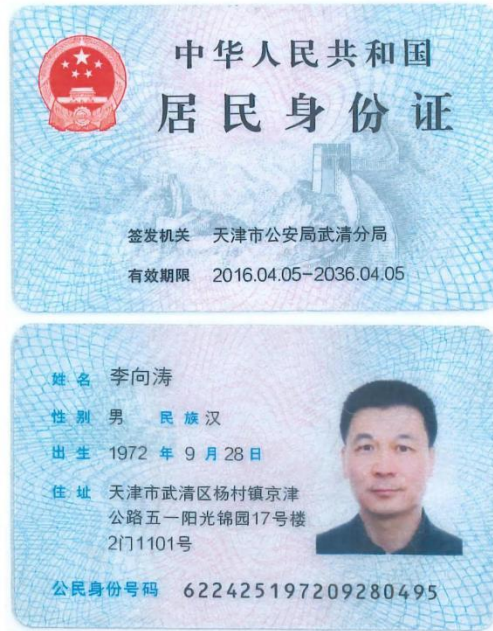 中华人民共和国
居民身份证
签发机关 天津市公安局武清分局
有效期限 2016.04.05-2036.04.05
姓名 李向涛
性别 男 民族 汉
出生 1972 年 9 月 28 日
住址 天津市武清区杨村镇京津
公路五一阳光锦园17号楼
2门1101号
公民身份号码 622425197209280495